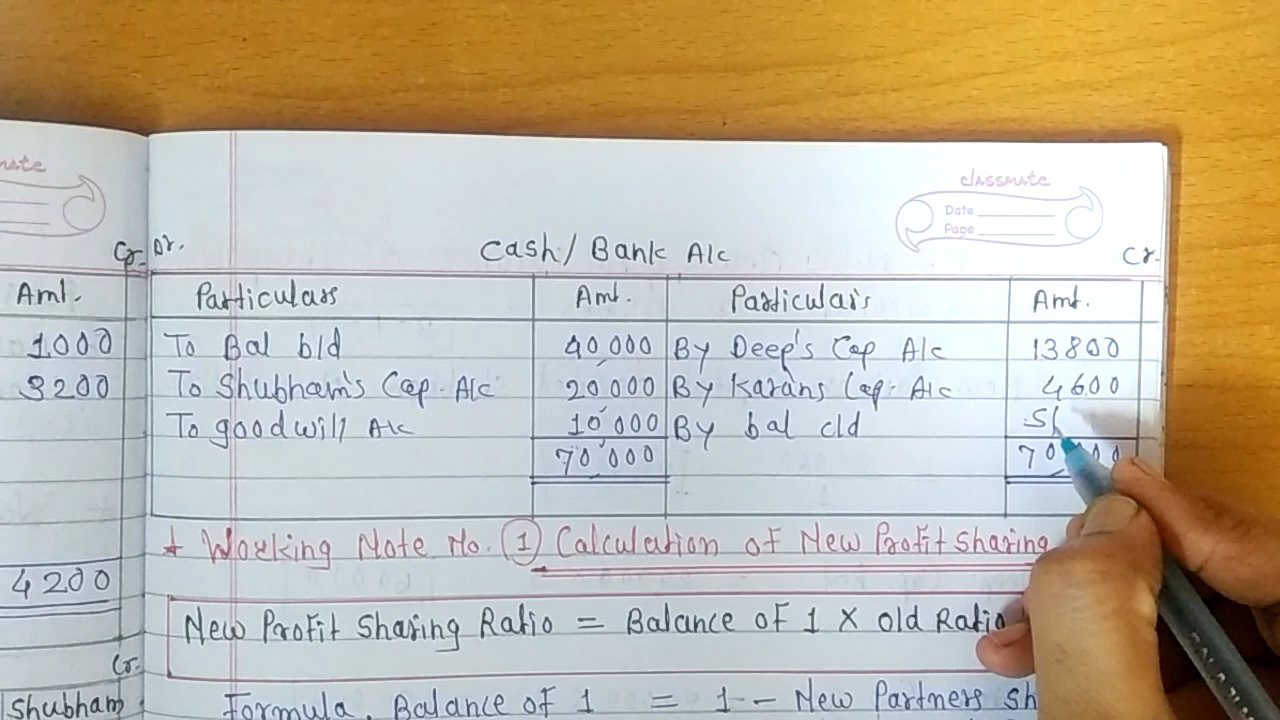 classmate
Date
Page
Cr. Dr. Cash / Bank A/c Cr.
Amt. Particulars Amt. Particulars Amt.
1000 To Bal b/d 40,000 By Deep's Cap A/c 13800
3200 To Shubham's Cap. A/c 20000 By Karans Cap. A/c 4600
To goodwill A/c 10'000 By bal c/d
70'000
* Working Note No. 1 Calculation of New Profit Sharing
4200
New Profit Sharing Ratio = Balance of 1 X old Ratio
Cr.
Shubham Formula. Balance of 1 = 1 - New Partners